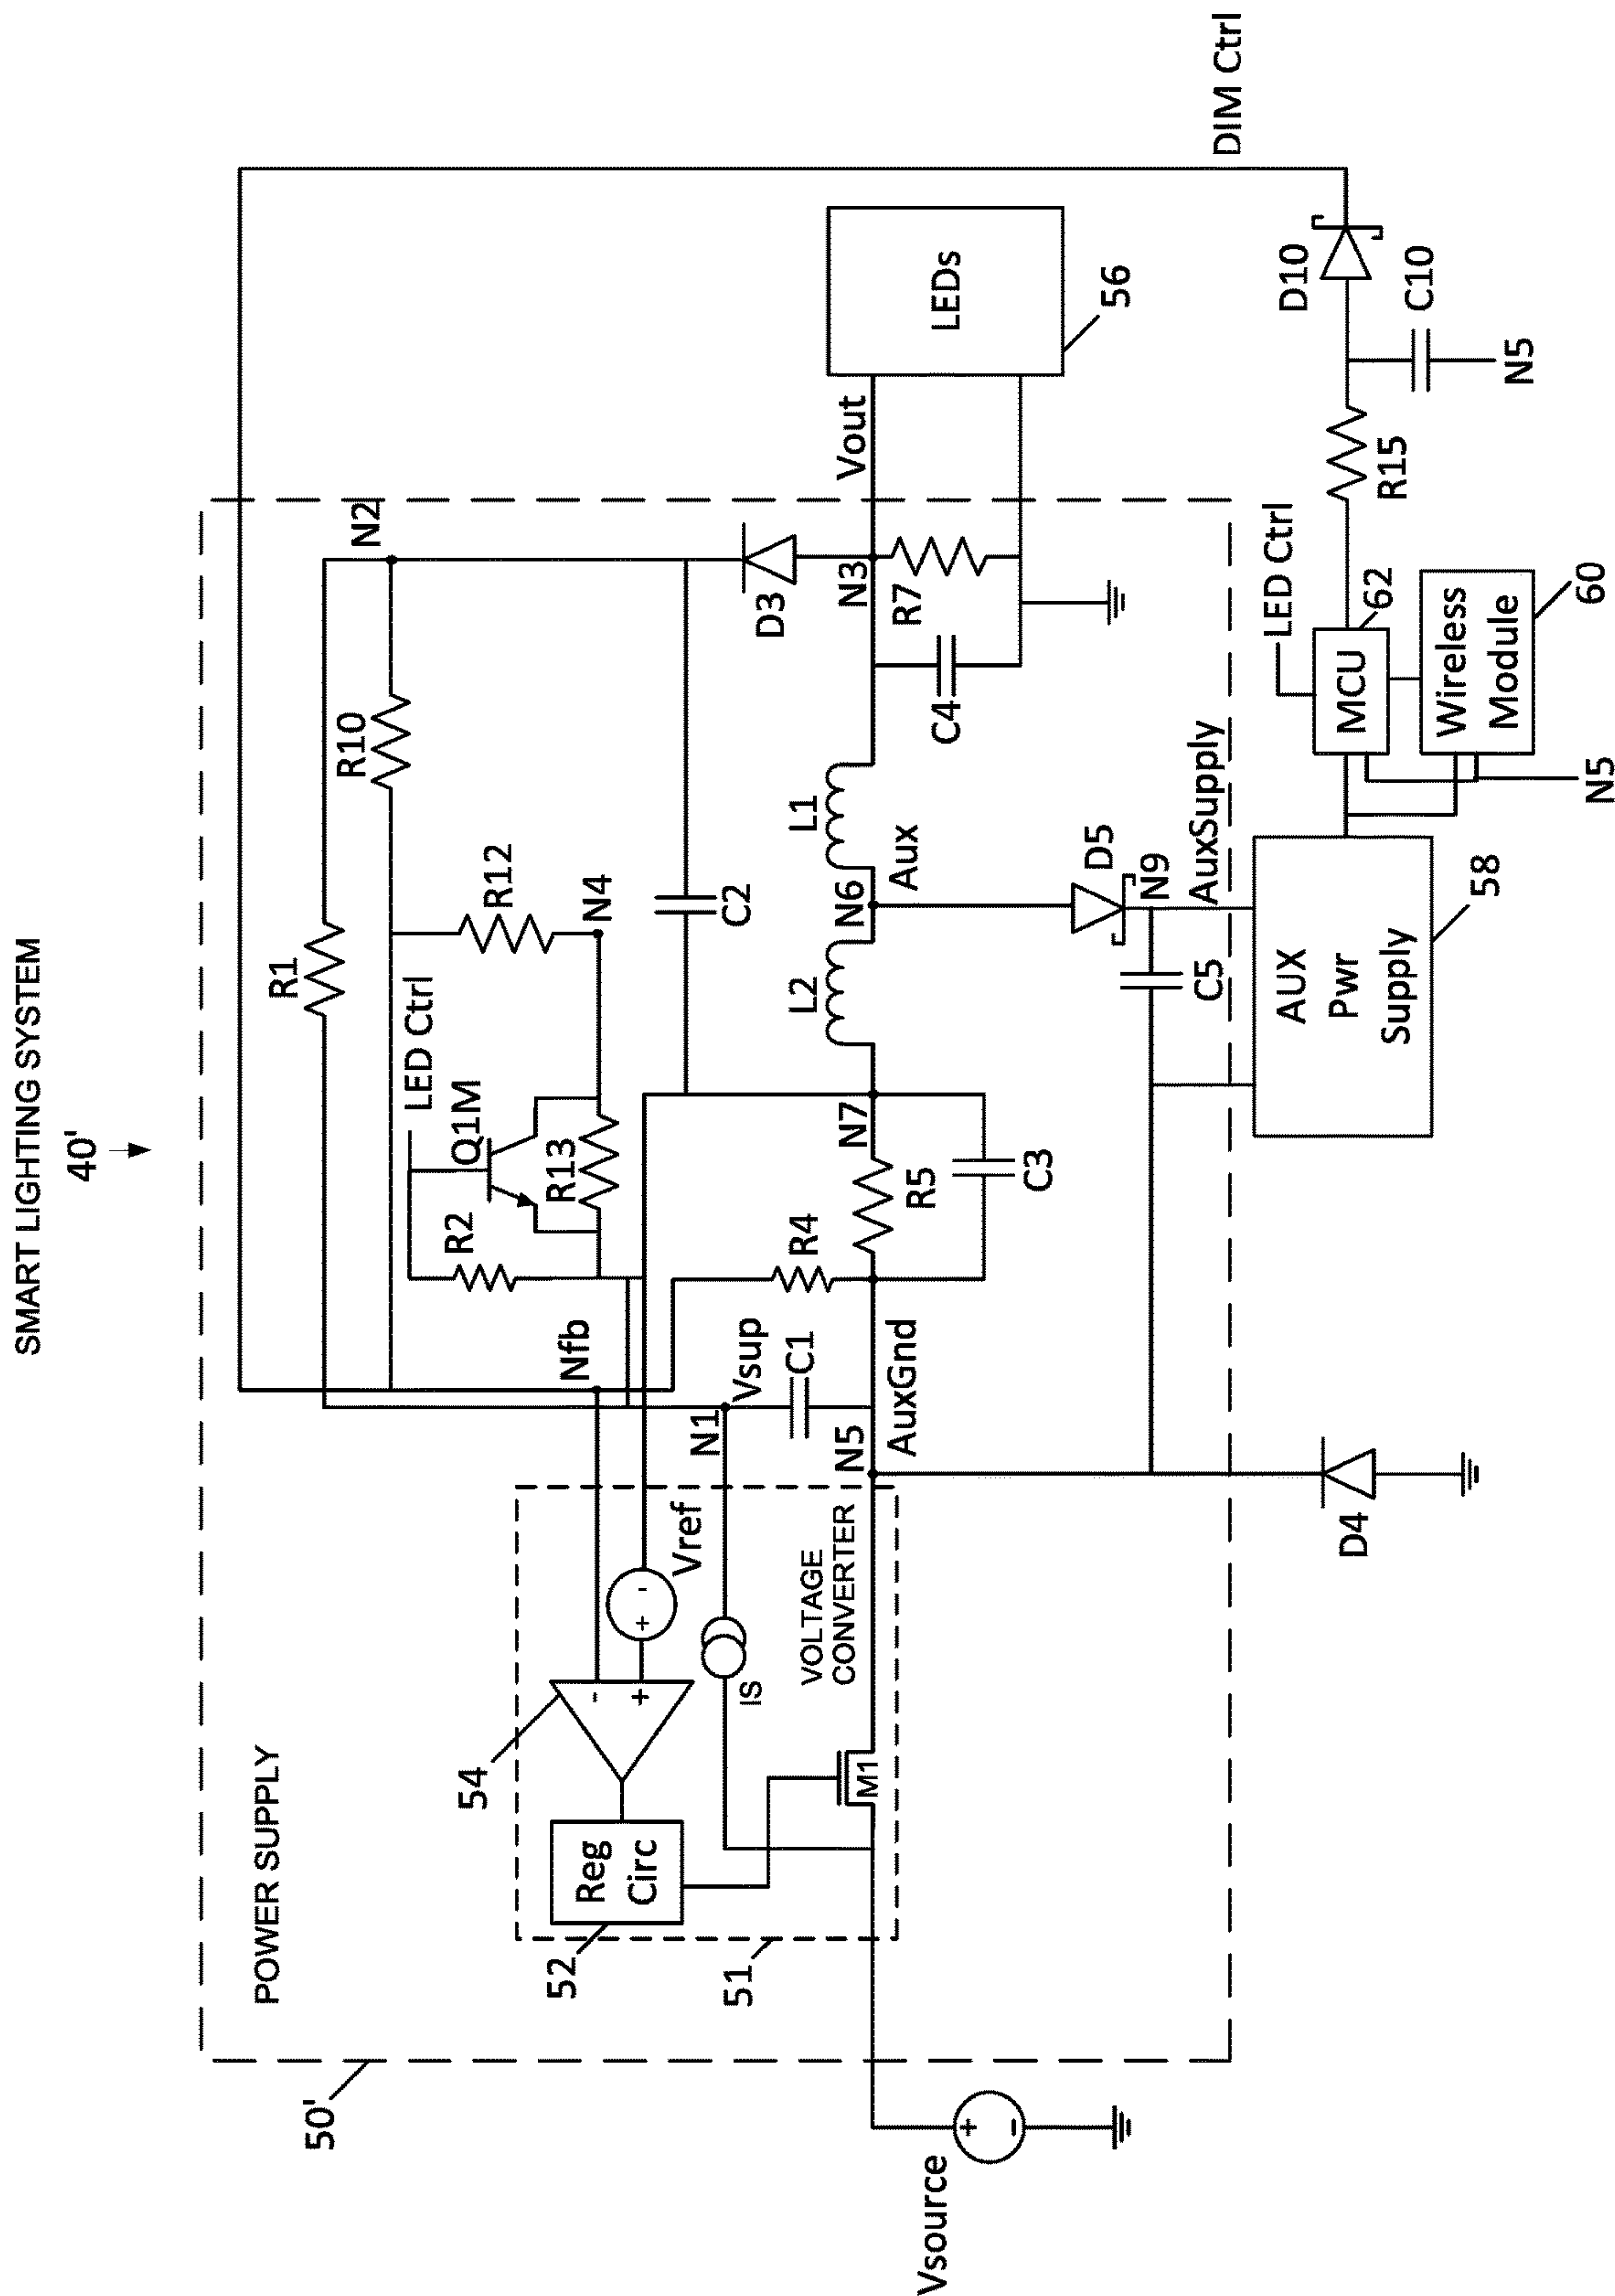 SMART LIGHTING SYSTEM
40'
POWER SUPPLY
50'
N2
R1
R10
R12
N4
LED Ctrl
Q1M
R2
R13
C2
D3
Nfb
Vsup
N1
C1
R4
54
Reg
Circ
52
51
-
+
+ -
Vref
IS
VOLTAGE
CONVERTER
M1
N5
AuxGnd
R5
N7
C3
L2
N6
Aux
L1
C4
R7
N3
Vout
LEDs
56
Vsource
+
-
D4
C5
D5
N9
AuxSupply
AUX
Pwr
Supply
58
LED Ctrl
MCU
62
Wireless
Module
60
N5
R15
D10
C10
N5
DIM Ctrl